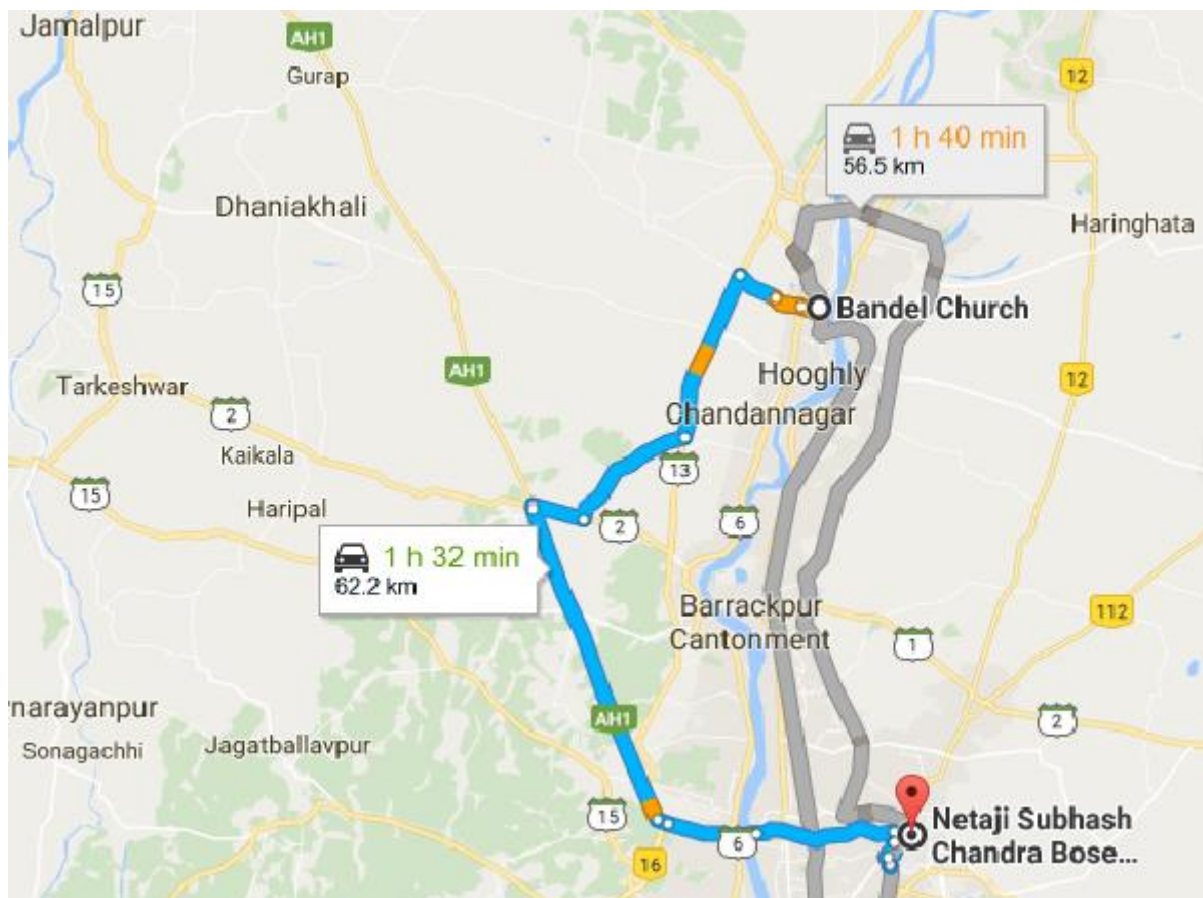 Jamalpur
AH1
Gurap
12
1 h 40 min
56.5 km
Dhaniakhali
Haringhata
15
Bandel Church
AH1
Hooghly
Tarkeshwar
12
2
Chandannagar
Kaikala
13
15
Haripal
2
6
1 h 32 min
62.2 km
Barrackpur
Cantonment
112
1
rnarayanpur
AH1
2
Sonagachhi
Jagatballavpur
15
Netaji Subhash
Chandra Bose...
6
16